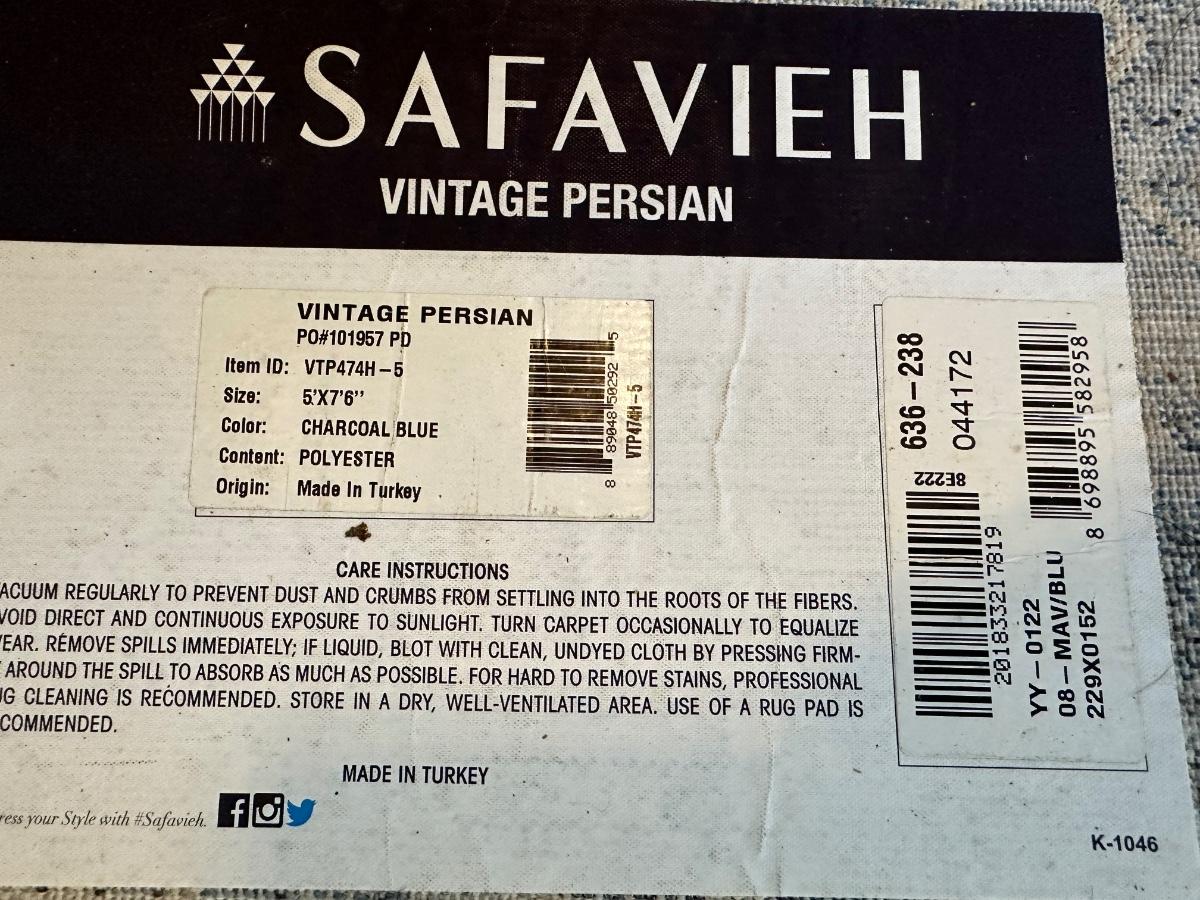 SAFAVIEH
VINTAGE PERSIAN
VINTAGE PERSIAN
PO#101957 PD
Item ID: VTP474H-5
Size: 5'X7'6''
Color: CHARCOAL BLUE
Content: POLYESTER
Origin: Made In Turkey
8 89048 50292 5
VTP474H-5
636-238
044172
8E222
2018332178​19
YY-0122
08-MAV/BLU
229X0152
8 698895 582958
CARE INSTRUCTIONS
ACUUM REGULARLY TO PREVENT DUST AND CRUMBS FROM SETTLING INTO THE ROOTS OF THE FIBERS.
VOID DIRECT AND CONTINUOUS EXPOSURE TO SUNLIGHT. TURN CARPET OCCASIONALLY TO EQUALIZE
EAR. REMOVE SPILLS IMMEDIATELY; IF LIQUID, BLOT WITH CLEAN, UNDYED CLOTH BY PRESSING FIRM-
AROUND THE SPILL TO ABSORB AS MUCH AS POSSIBLE. FOR HARD TO REMOVE STAINS, PROFESSIONAL
UG CLEANING IS RECOMMENDED. STORE IN A DRY, WELL-VENTILATED AREA. USE OF A RUG PAD IS
COMMENDED.
MADE IN TURKEY
ress your Style with #Safavieh.
K-1046